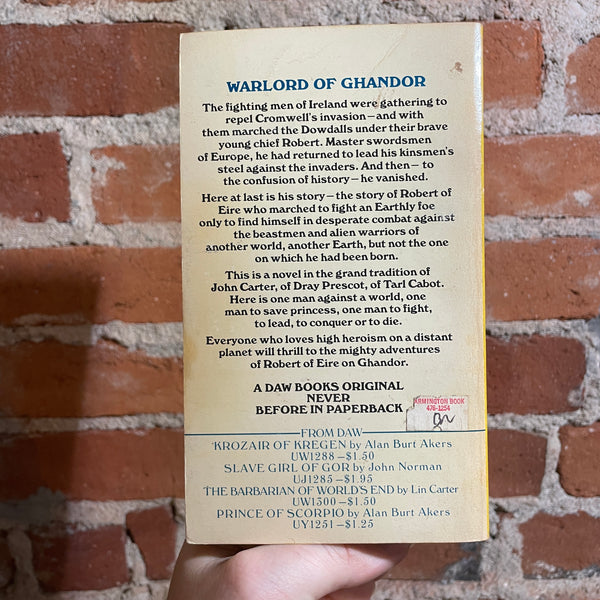 WARLORD OF GHANDOR
The fighting men of Ireland were gathering to
repel Cromwell's invasion—and with
them marched the Dowdalls under their brave
young chief Robert. Master swordsmen
of Europe, he had returned to lead his kinsmen's
steel against the invaders. And then—to
the confusion of history—he vanished.
Here at last is his story—the story of Robert of
Eire who marched to fight an Earthly foe
only to find himself in desperate combat against
the beastmen and alien warriors of
another world, another Earth, but not the one
on which he had been born.
This is a novel in the grand tradition of
John Carter, of Dray Prescot, of Tarl Cabot.
Here is one man against a world, one
man to save princess, one man to fight,
to lead, to conquer or to die.
Everyone who loves high heroism on a distant
planet will thrill to the mighty adventures
of Robert of Eire on Ghandor.
A DAW BOOKS ORIGINAL
NEVER
BEFORE IN PAPERBACK
ARMINGTON BOOK
476-1254
FROM DAW
KROZAIR OF KREGEN by Alan Burt Akers
UW1288—$1.50
SLAVE GIRL OF GOR by John Norman
UJ1285—$1.95
THE BARBARIAN OF WORLD'S END by Lin Carter
UW1300—$1.50
PRINCE OF SCORPIO by Alan Burt Akers
UY1251—$1.25